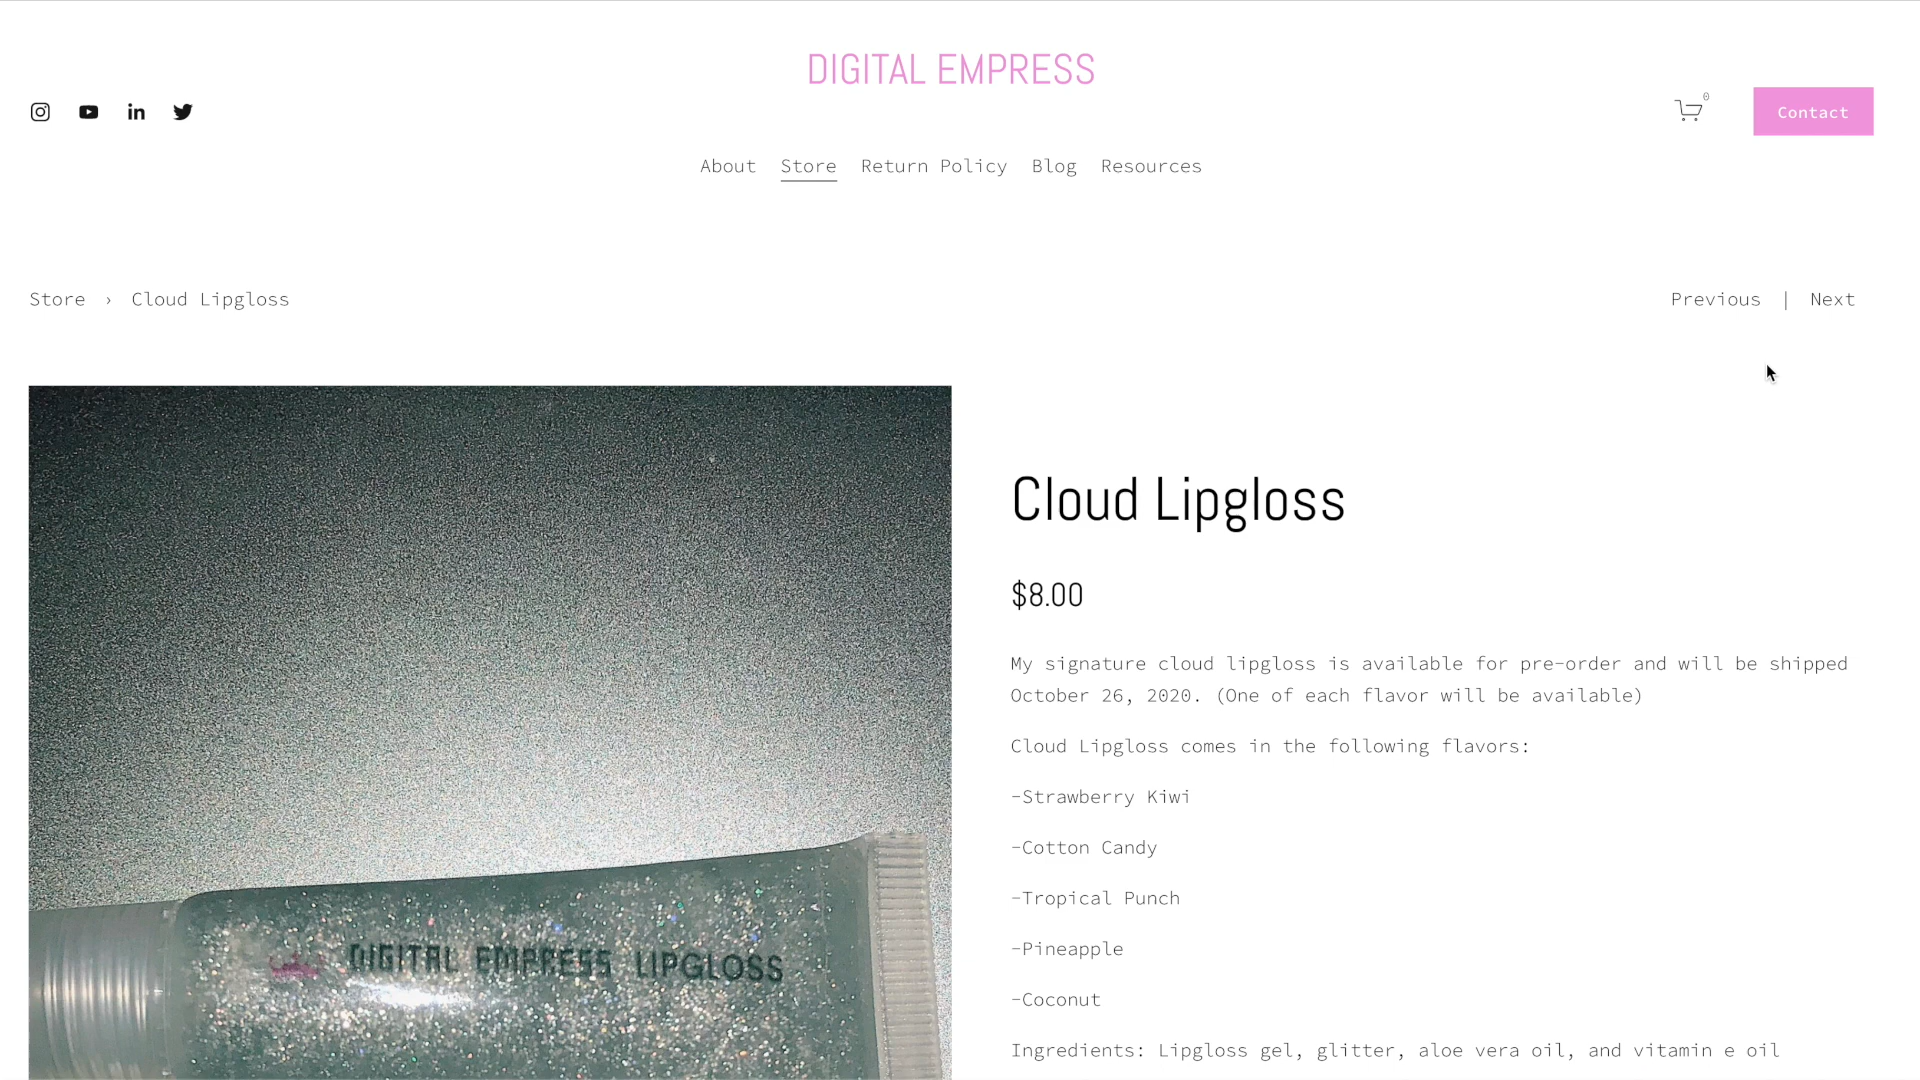 DIGITAL EMPRESS
0
Contact
About Store Return Policy Blog Resources
Store › Cloud Lipgloss
Previous | Next
Cloud Lipgloss
$8.00
My signature cloud lipgloss is available for pre-order and will be shipped
October 26, 2020. (One of each flavor will be available)
Cloud Lipgloss comes in the following flavors:
-Strawberry Kiwi
-Cotton Candy
-Tropical Punch
-Pineapple
-Coconut
Ingredients: Lipgloss gel, glitter, aloe vera oil, and vitamin e oil
DIGITAL EMPRESS LIPGLOSS